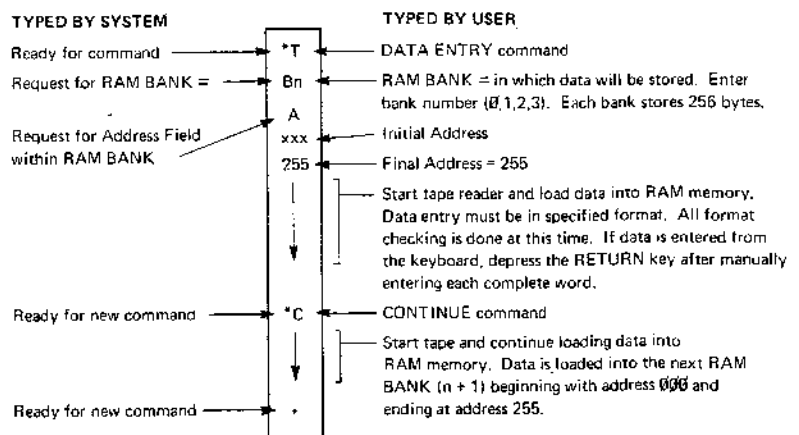 TYPED BY SYSTEM
TYPED BY USER
Ready for command
*T
DATA ENTRY command
Request for RAM BANK =
Bn
RAM BANK = in which data will be stored. Enter
bank number (Ø,1,2,3). Each bank stores 256 bytes.
A
Request for Address Field
within RAM BANK
xxx
Initial Address
255
Final Address = 255
Start tape reader and load data into RAM memory.
Data entry must be in specified format. All format
checking is done at this time. If data is entered from
the keyboard, depress the RETURN key after manually
entering each complete word.
Ready for new command
*C
CONTINUE command
Start tape and continue loading data into
RAM memory. Data is loaded into the next RAM
BANK (n + 1) beginning with address ØØØ and
ending at address 255.
Ready for new command
*